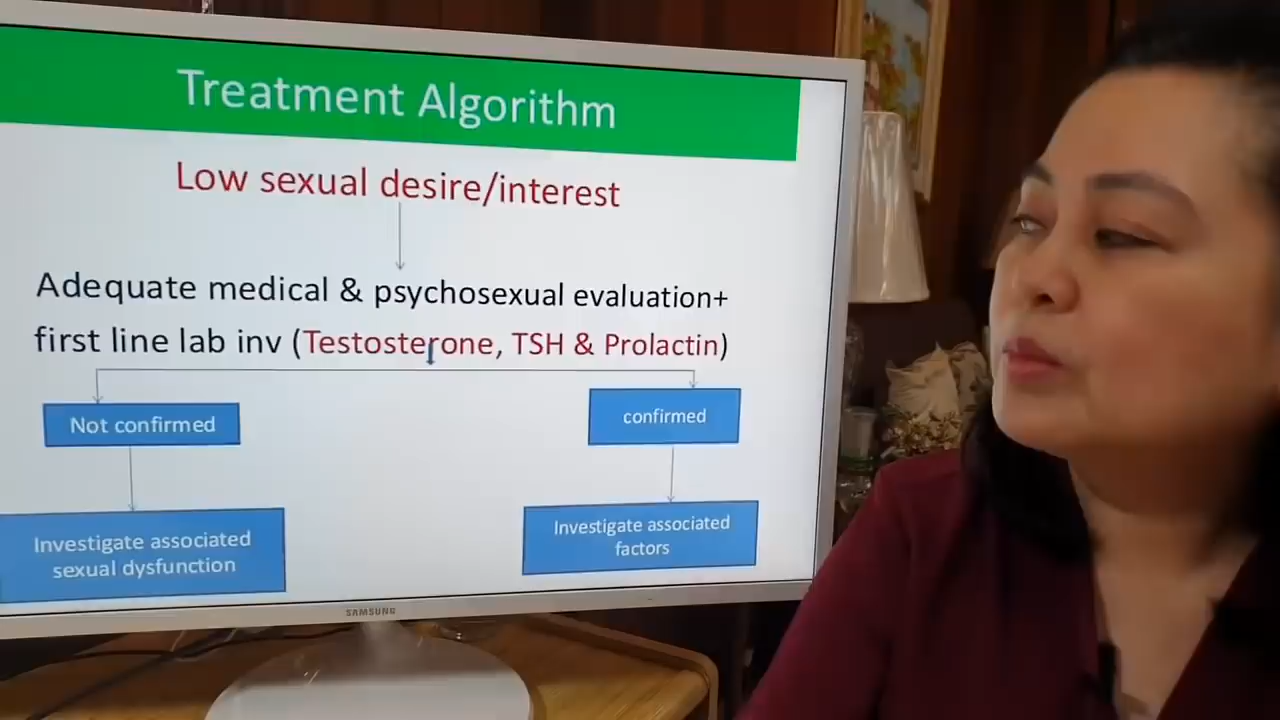 Treatment Algorithm
Low sexual desire/interest
Adequate medical & psychosexual evaluation+
first line lab inv (Testosterone, TSH & Prolactin)
Not confirmed
confirmed
Investigate associated
sexual dysfunction
Investigate associated
factors
SAMSUNG